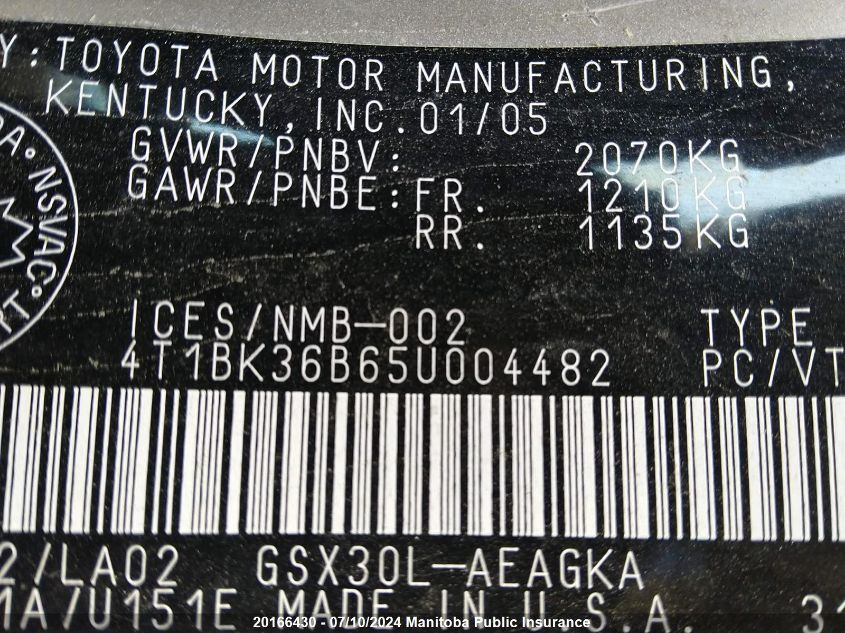 Y: TOYOTA MOTOR MANUFACTURING,
KENTUCKY, INC. 01/05
GVWR/PNBV: 2070KG
GAWR/PNBE: FR. 1210KG
RR. 1135KG
NSVAC
ICES/NMB-002 TYPE
4T1BK36B65U004482 PC/VT
2/LA02 GSX30L-AEAGKA
1A/U151E MADE IN U.S.A. 31
20166430 - 07/10/2024 Manitoba Public Insurance